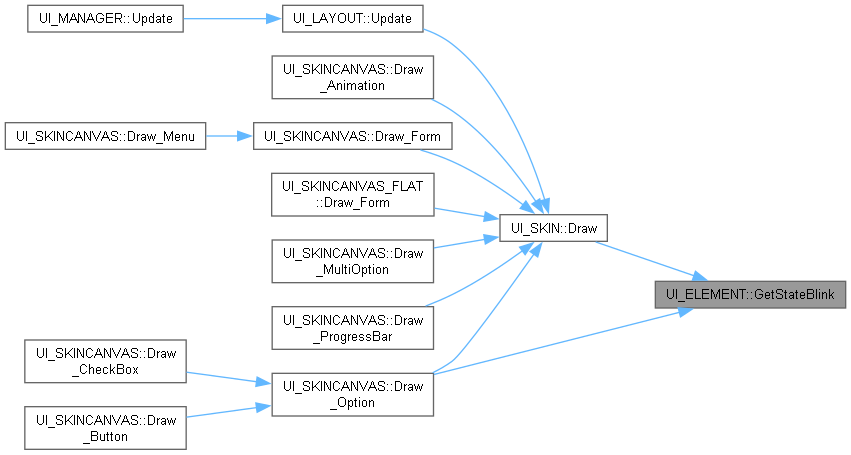 UI_MANAGER::Update
UI_LAYOUT::Update
UI_SKINCANVAS::Draw
_Animation
UI_SKINCANVAS::Draw_Menu
UI_SKINCANVAS::Draw_Form
UI_SKINCANVAS_FLAT
::Draw_Form
UI_SKIN::Draw
UI_SKINCANVAS::Draw
_MultiOption
UI_ELEMENT::GetStateBlink
UI_SKINCANVAS::Draw
_ProgressBar
UI_SKINCANVAS::Draw
_CheckBox
UI_SKINCANVAS::Draw
_Option
UI_SKINCANVAS::Draw
_Button